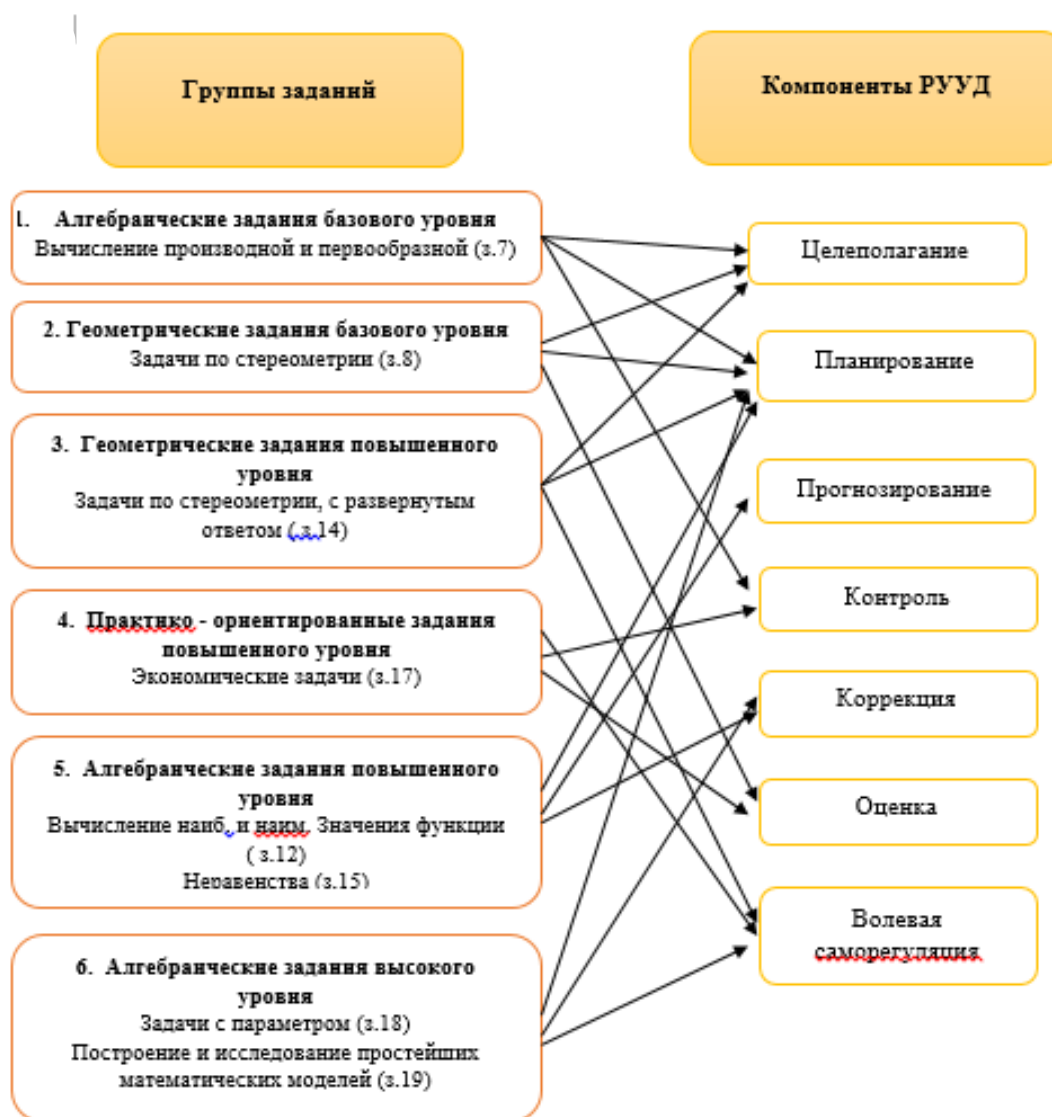 Группы заданий
Компоненты РУУД
1. Алгебраические задания базового уровня
Вычисление производной и первообразной (з.7)
2. Геометрические задания базового уровня
Задачи по стереометрии (з.8)
3. Геометрические задания повышенного
уровня
Задачи по стереометрии, с развернутым
ответом ( з.14)
4. Практико - ориентированные задания
повышенного уровня
Экономические задачи (з.17)
5. Алгебраические задания повышенного
уровня
Вычисление наиб. и наим. Значения функции
( з.12)
Неравенства (з.15)
6. Алгебраические задания высокого
уровня
Задачи с параметром (з.18)
Построение и исследование простейших
математических моделей (з.19)
Целеполагание
Планирование
Прогнозирование
Контроль
Коррекция
Оценка
Волевая
саморегуляция